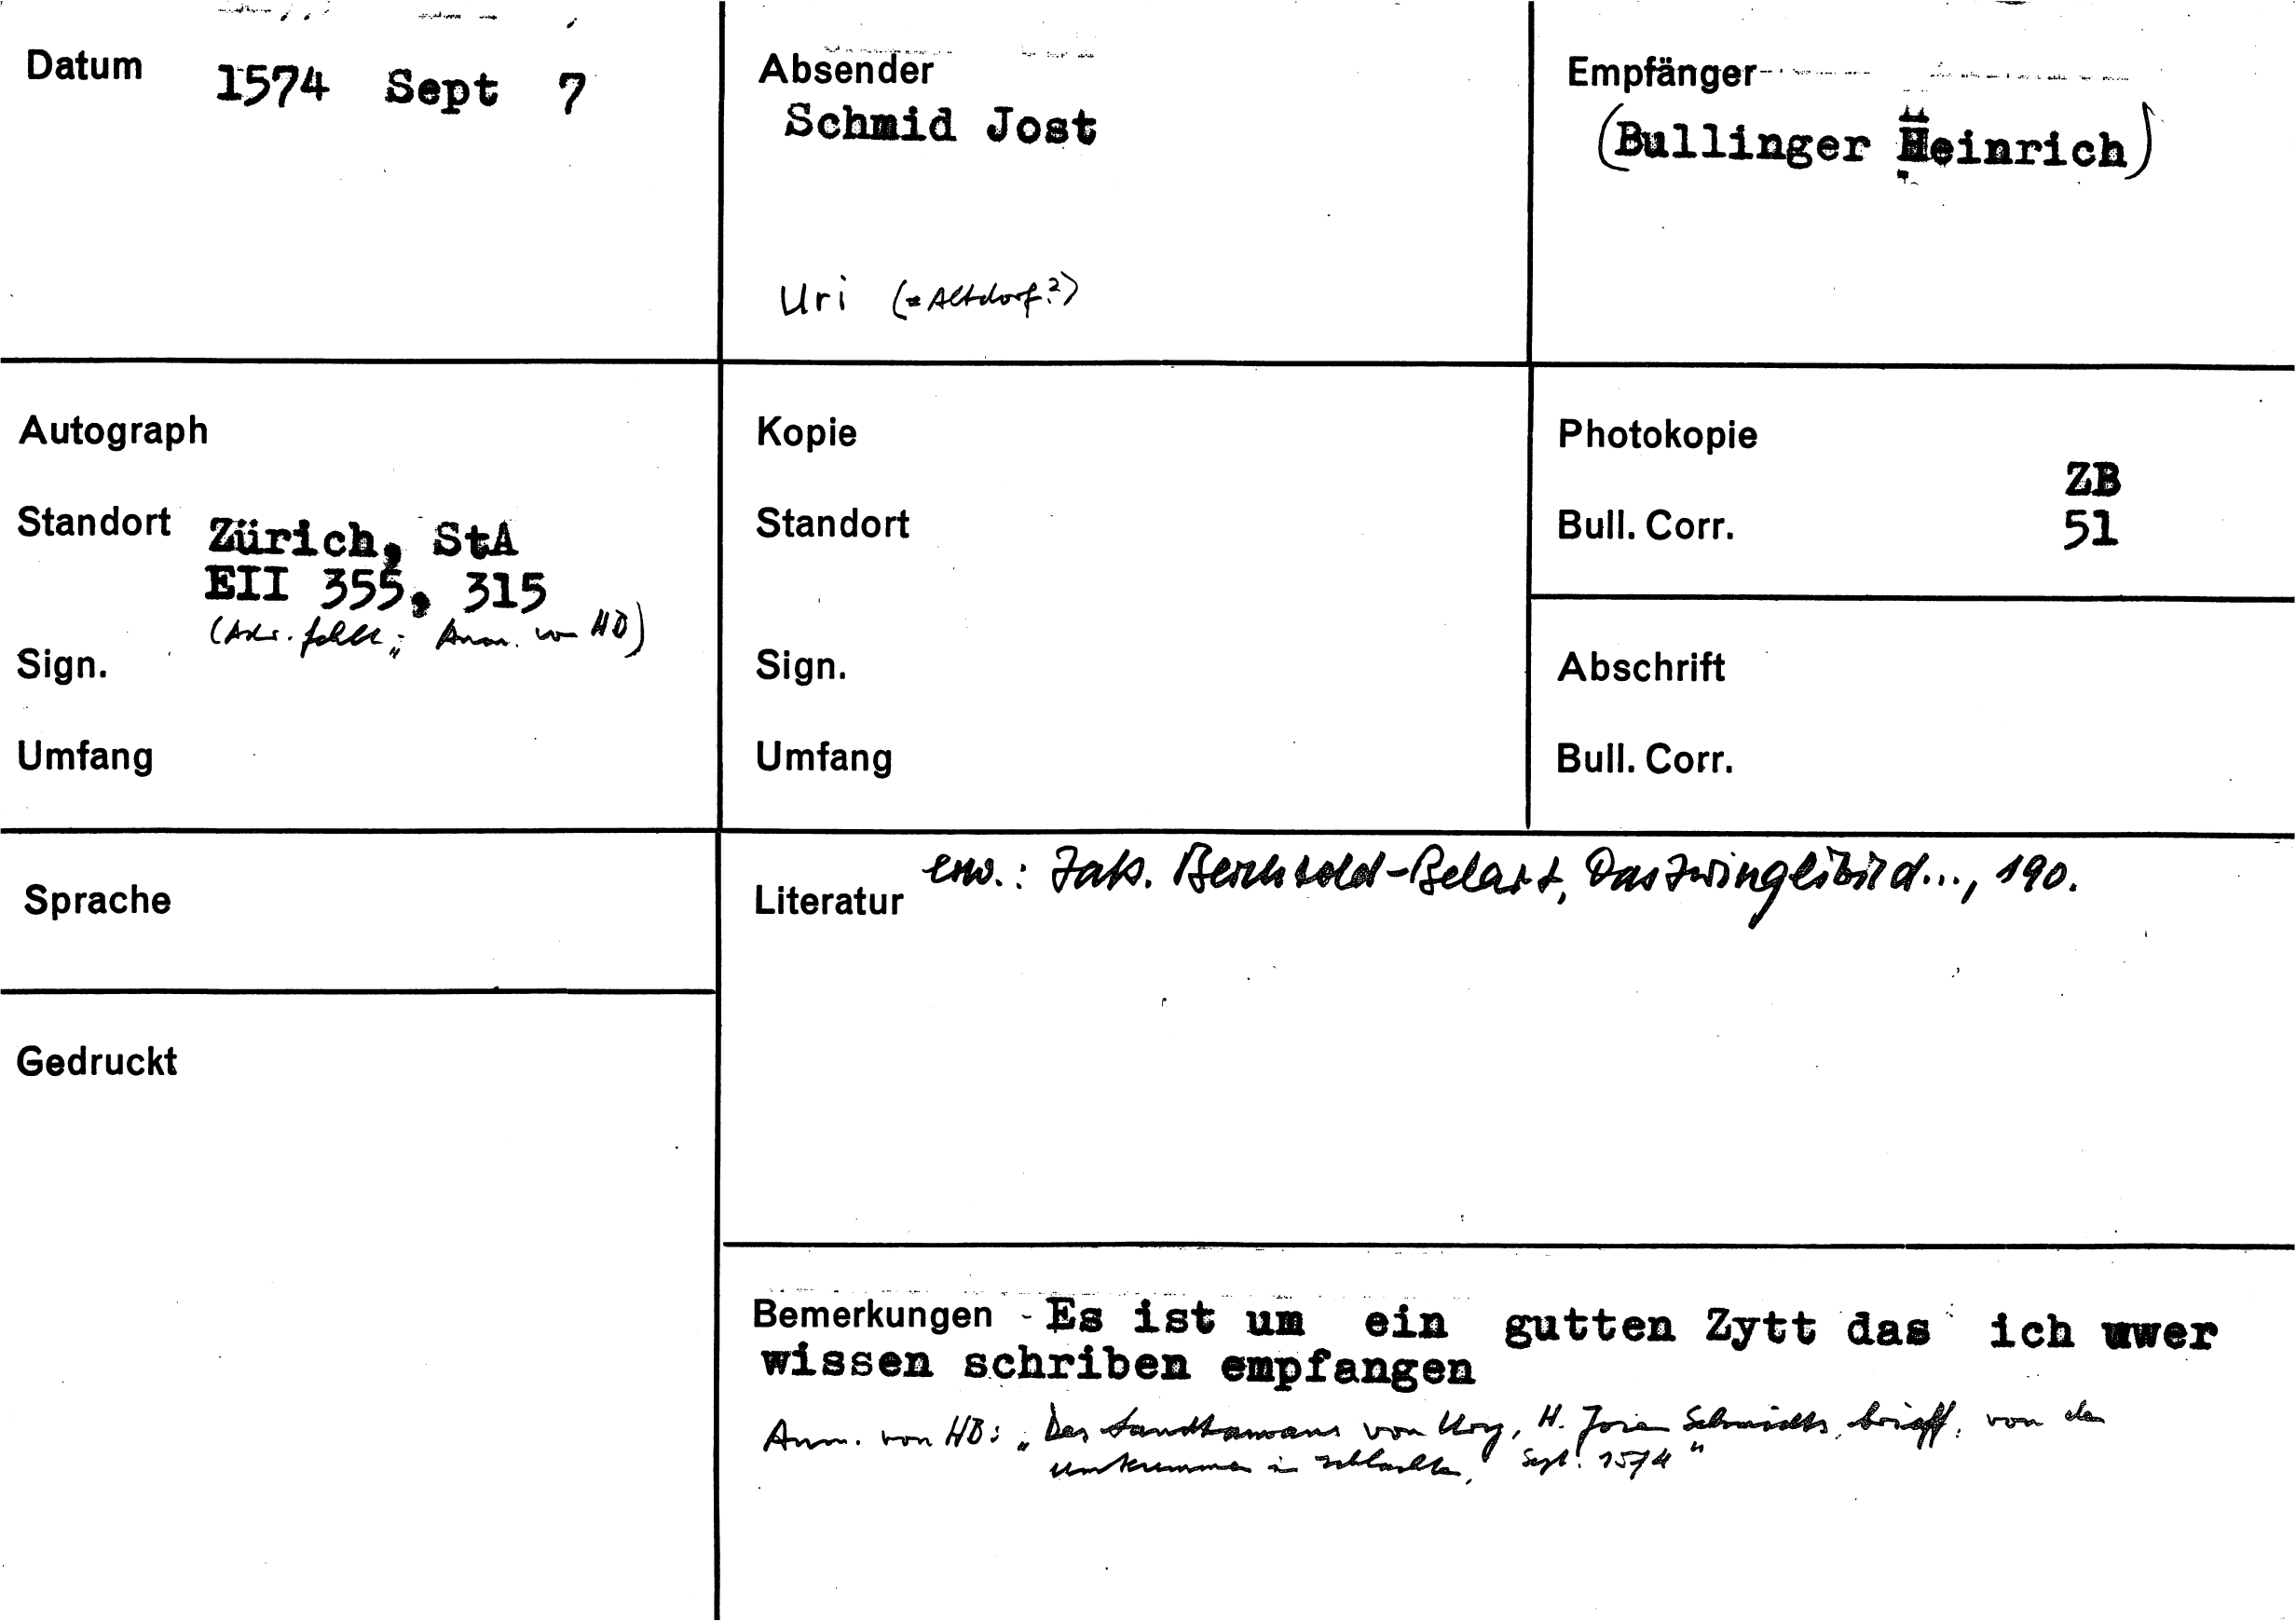 Datum 1574 Sept 7
Absender
Schmid Jost
Uri (= Altdorf?)
Empfänger
(Bullinger Heinrich)
Autograph
Standort Zürich, StA
EII 355, 315
(Adr. fehlt; Anm. von HB)
Sign.
Umfang
Kopie
Standort
Sign.
Umfang
Photokopie
ZB
Bull. Corr. 51
Abschrift
Bull. Corr.
Sprache
Literatur erw.: Jak. Berchtold-Belart, Das Zwinglibild..., 190.
Gedruckt
Bemerkungen - Es ist um ein gutten Zytt das ich uwer
wissen schriben empfangen
Anm. von HB: „Des Landtamans von Ury, H. Josen Schmidts, brieff, von den
umkummen in schlachten, Sept. 1574"